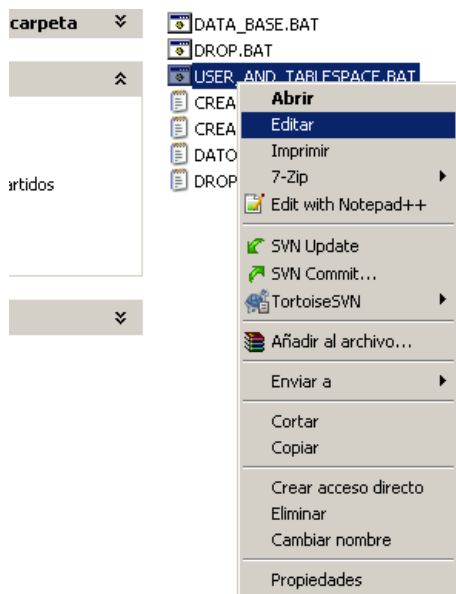 carpeta
artidos
DATA_BASE.BAT
DROP.BAT
USER_AND_TABLESPACE.BAT
CREA
CREA
DATO
DROP
Abrir
Editar
Imprimir
7-Zip
Edit with Notepad++
SVN Update
SVN Commit...
TortoiseSVN
Añadir al archivo...
Enviar a
Cortar
Copiar
Crear acceso directo
Eliminar
Cambiar nombre
Propiedades